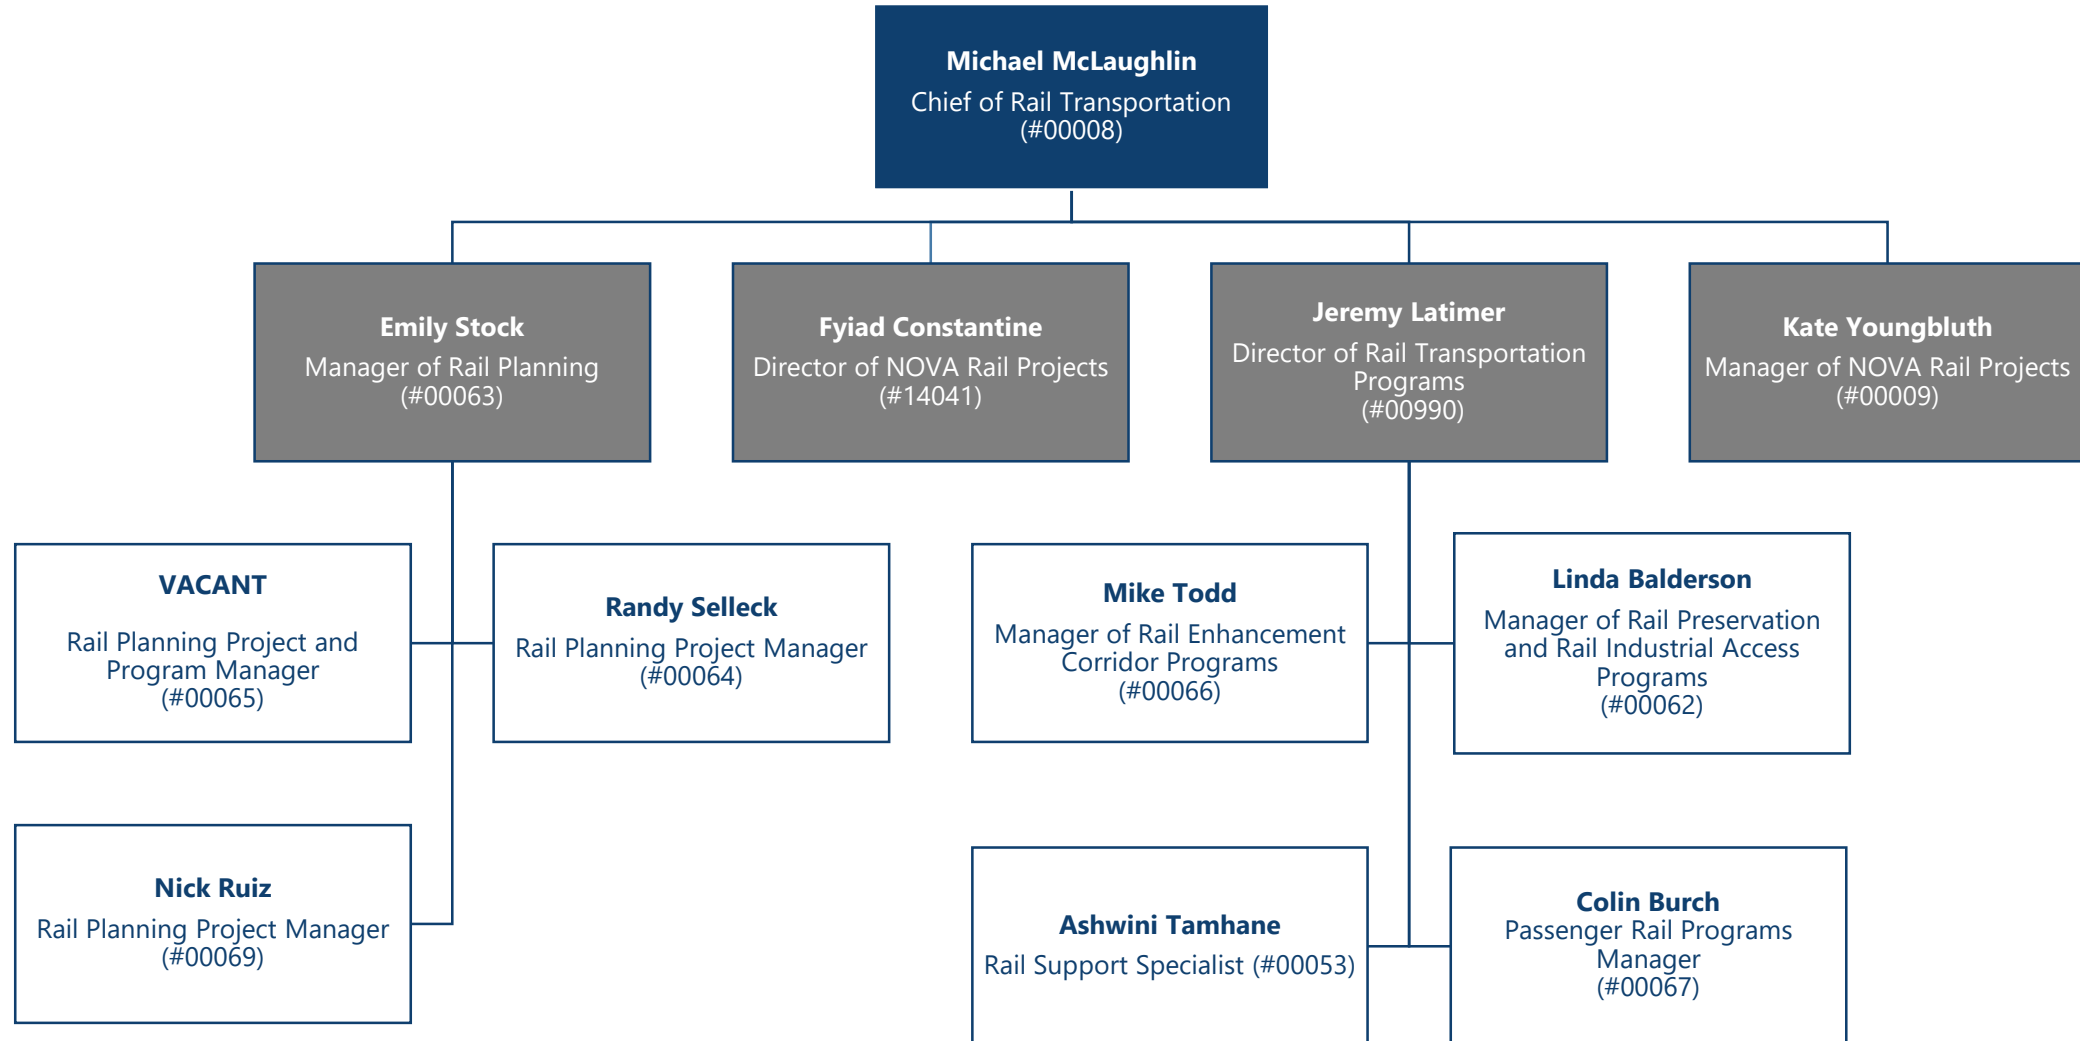 Michael McLaughlin
Chief of Rail Transportation
(#00008)
Emily Stock
Manager of Rail Planning
(#00063)
Fyiad Constantine
Director of NOVA Rail Projects
(#14041)
Jeremy Latimer
Director of Rail Transportation
Programs
(#00990)
Kate Youngbluth
Manager of NOVA Rail Projects
(#00009)
VACANT
Rail Planning Project and
Program Manager
(#00065)
Randy Selleck
Rail Planning Project Manager
(#00064)
Mike Todd
Manager of Rail Enhancement
Corridor Programs
(#00066)
Linda Balderson
Manager of Rail Preservation
and Rail Industrial Access
Programs
(#00062)
Nick Ruiz
Rail Planning Project Manager
(#00069)
Ashwini Tamhane
Rail Support Specialist (#00053)
Colin Burch
Passenger Rail Programs
Manager
(#00067)